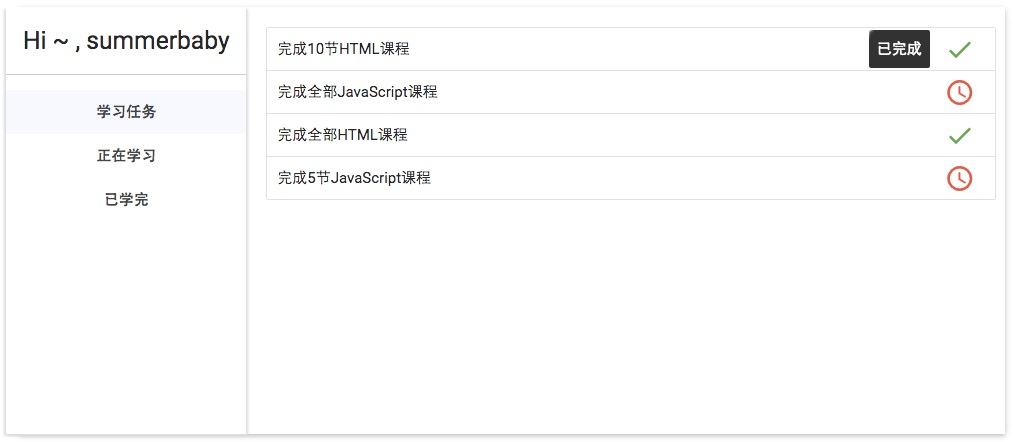 Hi ~ , summerbaby
学习任务
正在学习
已学完
完成10节HTML课程
已完成
完成全部JavaScript课程
完成全部HTML课程
完成5节JavaScript课程